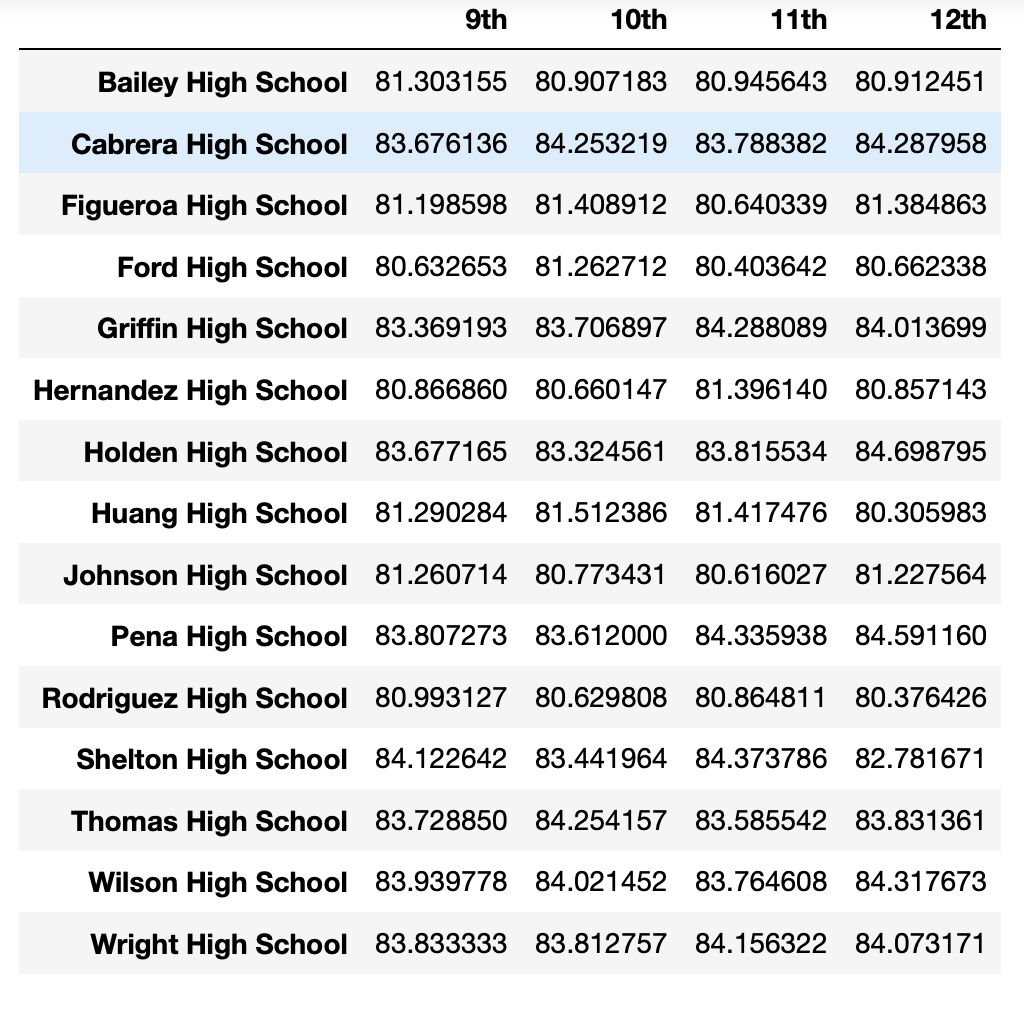 9th 10th 11th 12th
Bailey High School 81.303155 80.907183 80.945643 80.912451
Cabrera High School 83.676136 84.253219 83.788382 84.287958
Figueroa High School 81.198598 81.408912 80.640339 81.384863
Ford High School 80.632653 81.262712 80.403642 80.662338
Griffin High School 83.369193 83.706897 84.288089 84.013699
Hernandez High School 80.866860 80.660147 81.396140 80.857143
Holden High School 83.677165 83.324561 83.815534 84.698795
Huang High School 81.290284 81.512386 81.417476 80.305983
Johnson High School 81.260714 80.773431 80.616027 81.227564
Pena High School 83.807273 83.612000 84.335938 84.591160
Rodriguez High School 80.993127 80.629808 80.864811 80.376426
Shelton High School 84.122642 83.441964 84.373786 82.781671
Thomas High School 83.728850 84.254157 83.585542 83.831361
Wilson High School 83.939778 84.021452 83.764608 84.317673
Wright High School 83.833333 83.812757 84.156322 84.073171